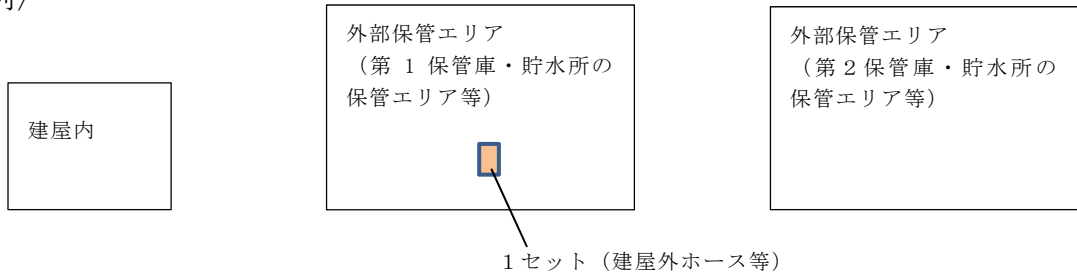 建屋内
外部保管エリア
（第 1 保管庫・貯水所の
保管エリア等）
外部保管エリア
（第２保管庫・貯水所の
保管エリア等）
1 セット（建屋外ホース等）